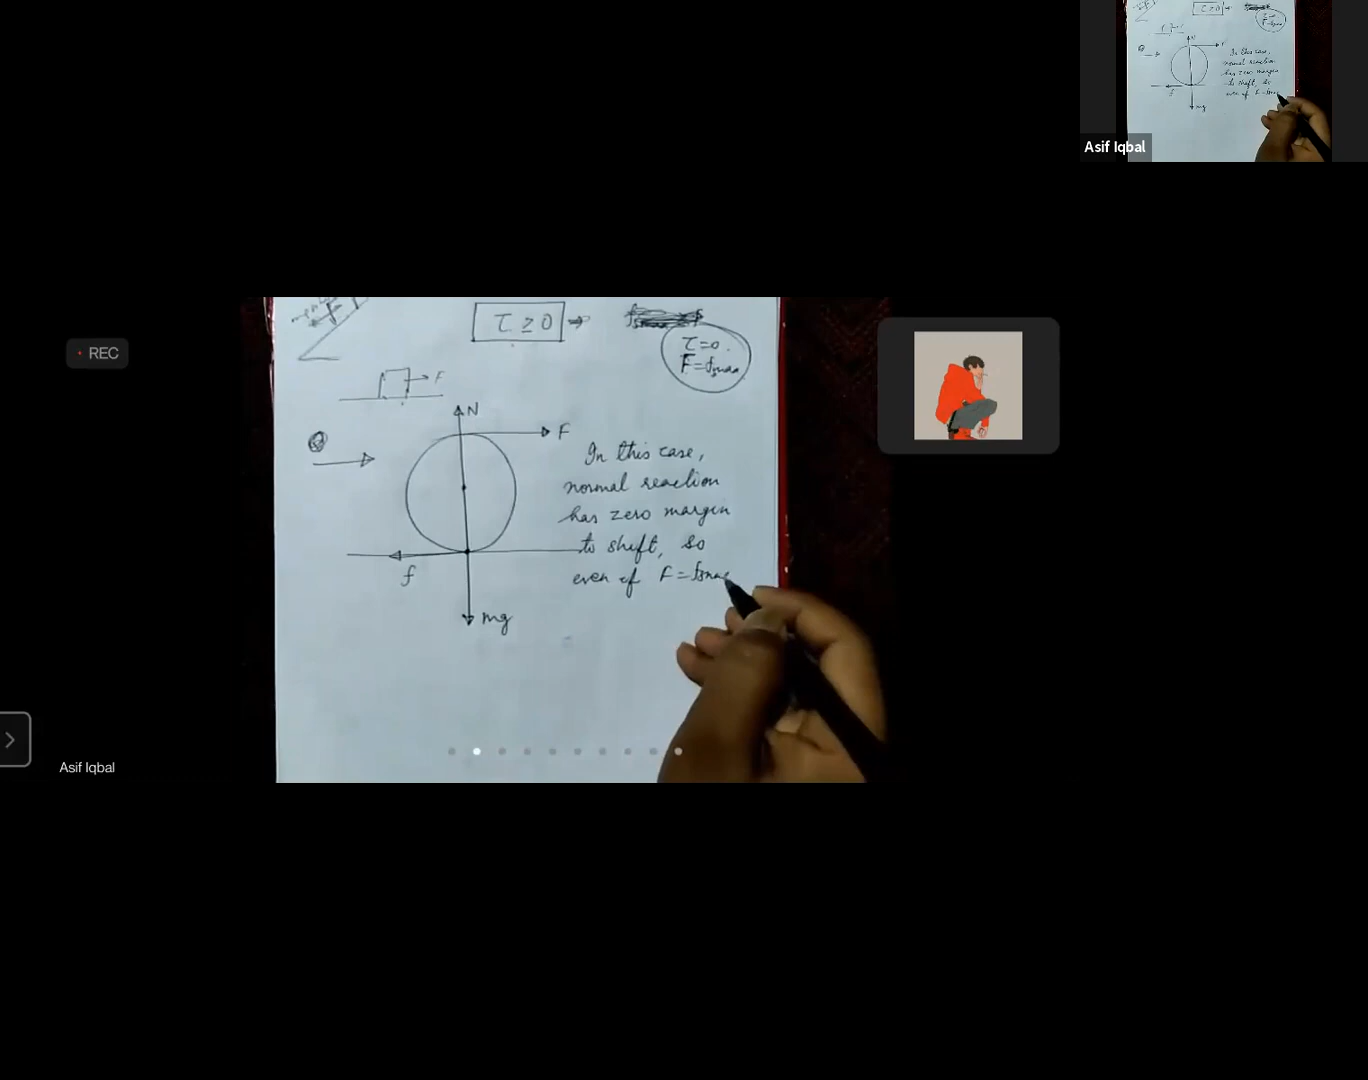 Asif Iqbal
REC
τ ≥ 0 →
τ=0.
F=fsmax
F
N
F
In this case,
normal reaction
has zero margin
to shift, so
even if F=fsmax
f
mg
Asif Iqbal